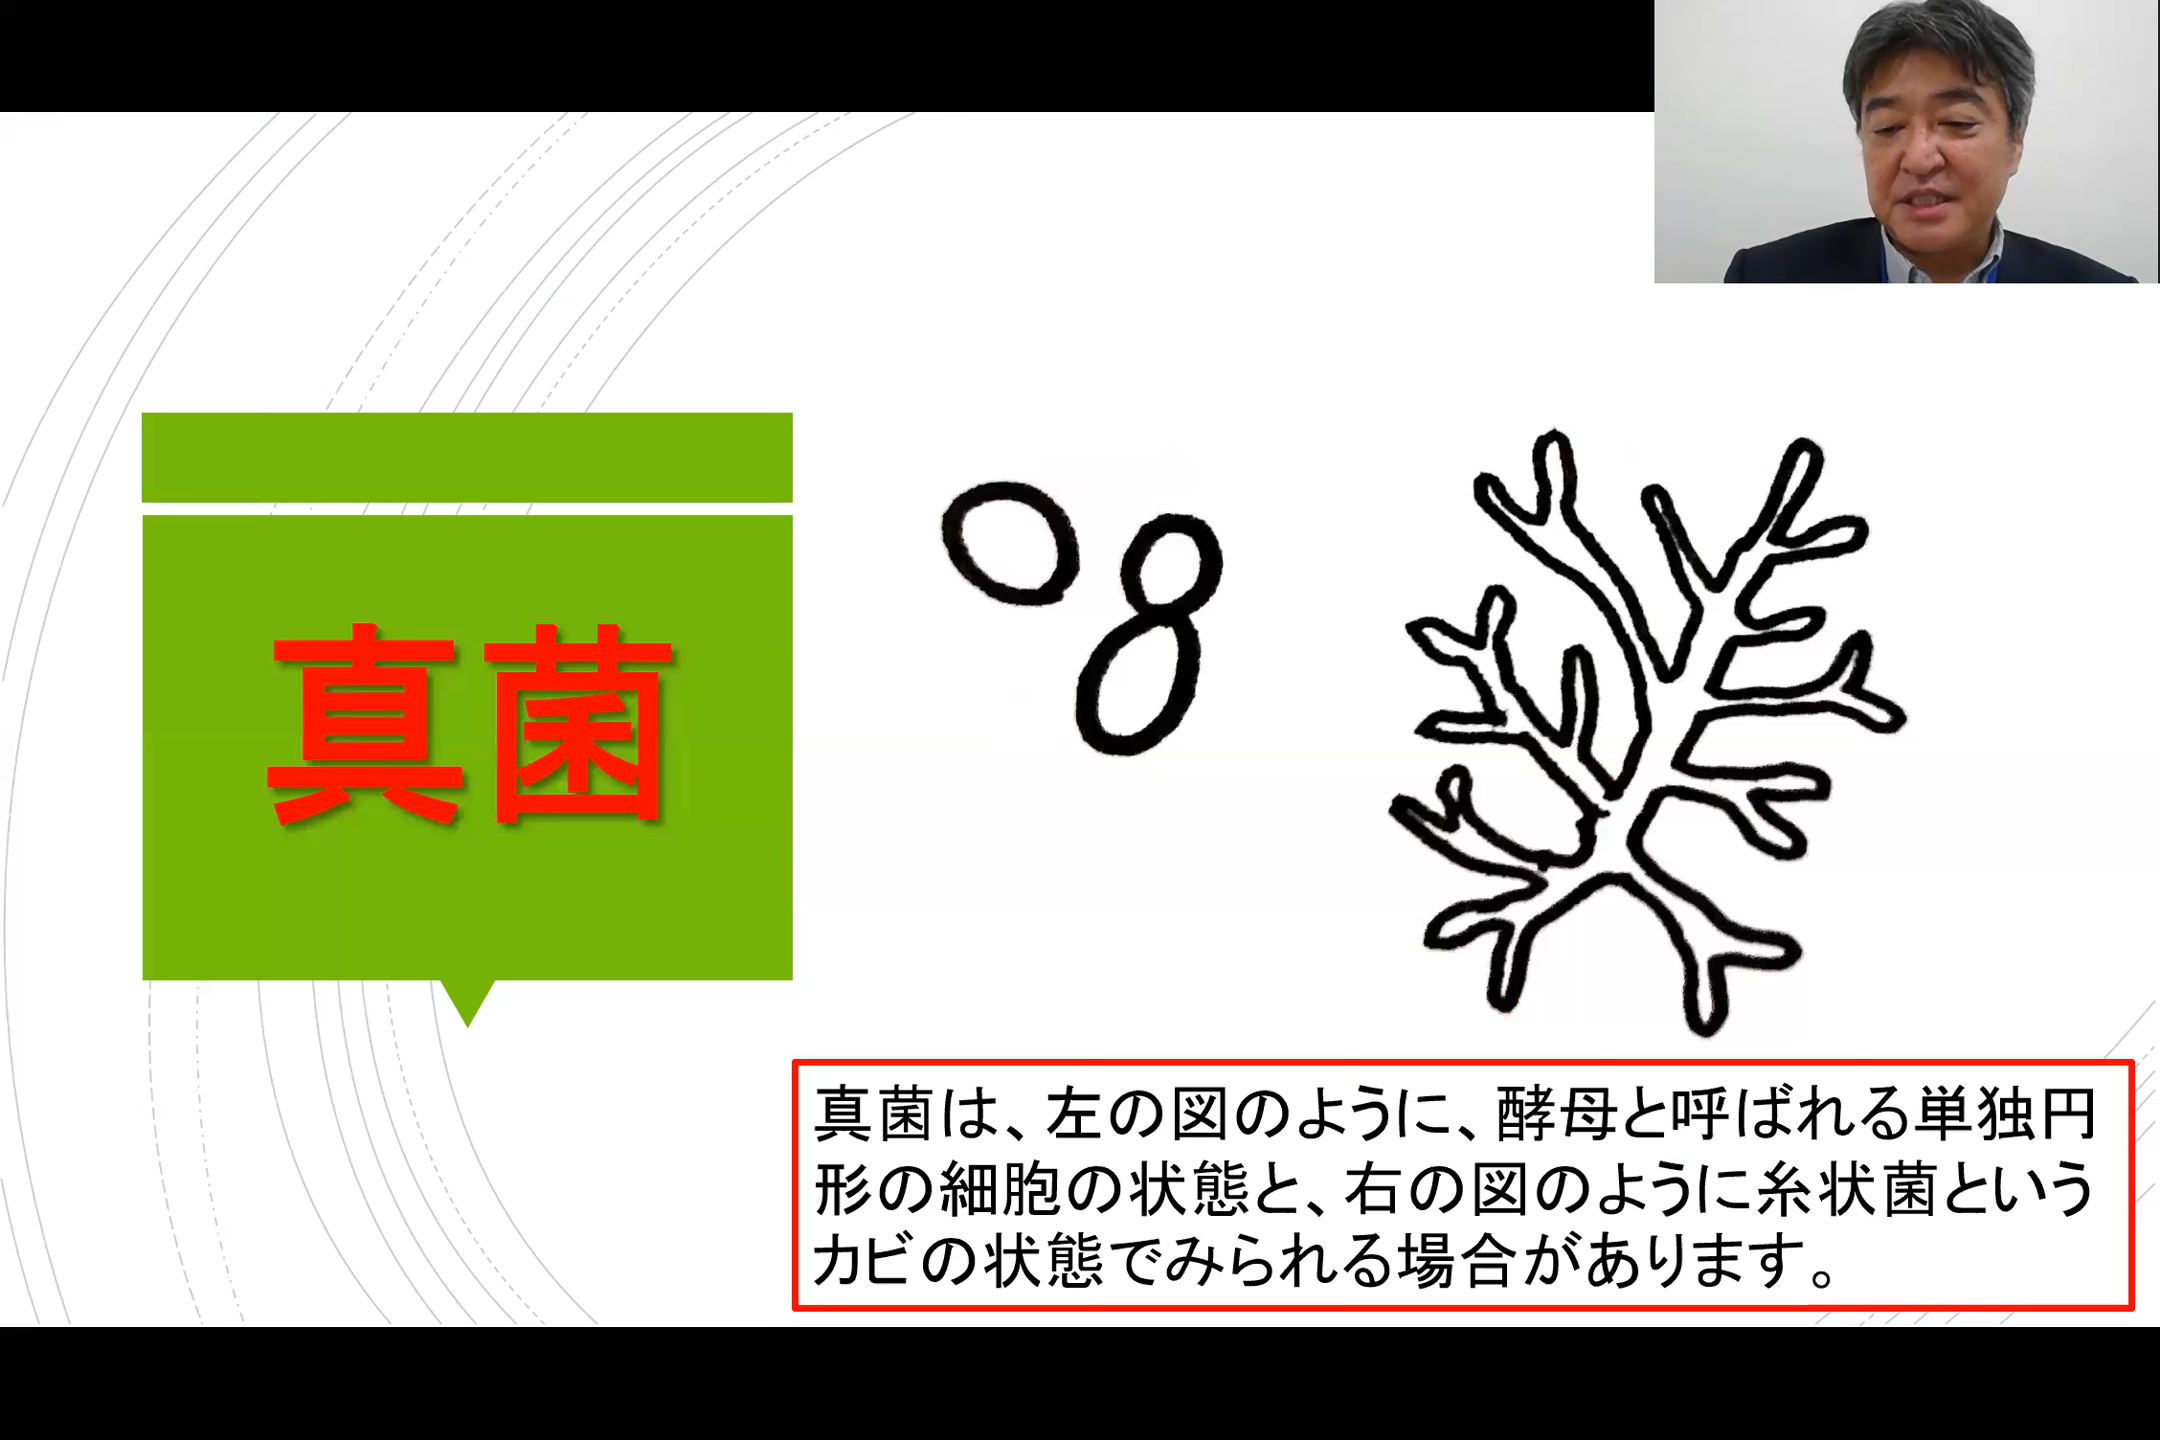 真菌
真菌は、左の図のように、酵母と呼ばれる単独円
形の細胞の状態と、右の図のように糸状菌という
カビの状態でみられる場合があります。